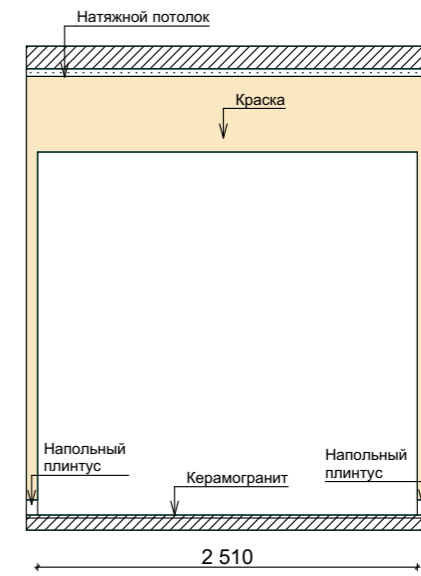 Натяжной потолок
Краска
Напольный
плинтус
Керамогранит
Напольный
плинтус
2 510